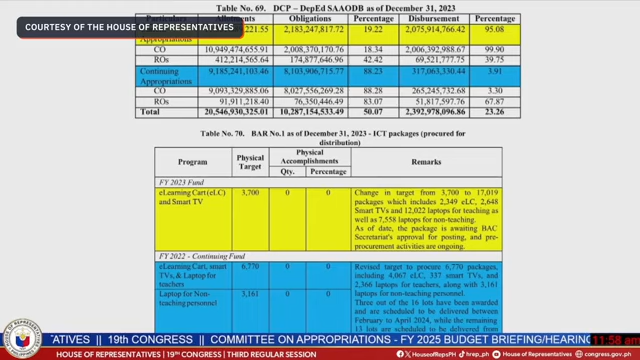 Table No. 69. DCP – DepEd SAAODB as of December 31, 2023
COURTESY OF THE HOUSE OF REPRESENTATIVES
Particulars Allotments Obligations Percentage Disbursement Percentage
221.55 2,183,247,817.72 19.22 2,075,914,766.42 95.08
Appropriations
CO 10,949,474,655.91 2,008,370,170.76 18.34 2,006,392,988.67 99.90
ROs 412,214,565.64 174,877,646.96 42.42 69,521,777.75 39.75
Continuing Appropriations 9,185,241,103.46 8,103,906,715.77 88.23 317,063,330.44 3.91
CO 9,093,329,885.06 8,027,556,269.28 88.28 265,245,732.68 3.30
ROs 91,911,218.40 76,350,446.49 83.07 51,817,597.76 67.87
Total 20,546,930,325.01 10,287,154,533.49 50.07 2,392,978,096.86 23.26
Table No. 70. BAR No.1 as of December 31, 2023 - ICT packages (procured for
distribution)
Program Physical Target Physical Accomplishments Remarks
Qty. Percentage
FY 2023 Fund
eLearning Cart (eLC) and Smart TV 3,700 0 0 Change in target from 3,700 to 17,019
packages which includes 2,349 eLC, 2,648
Smart TVs and 12,022 laptops for teaching as
well as 7,558 laptops for non-teaching.
As of date, the package is awaiting BAC
Secretariat's approval for posting, and pre-
procurement activities are ongoing.
FY 2022 - Continuing Fund
eLearning Cart, smart TVs, & Laptop for teachers 6,770 0 0 Revised target to procure 6,770 packages,
including 4,067 eLC, 337 smart TVs, and
2,366 laptops for teachers, along with 3,161
laptops for non-teaching personnel.
Laptop for Non-teaching personnel 3,161 0 0 Three out of the 16 lots have been awarded
and are scheduled to be delivered between
February to April 2024, while the remaining
13 lots are scheduled to be delivered from
ATIVES || 19th CONGRESS || COMMITTEE ON APPROPRIATIONS - FY 2025 BUDGET BRIEFING/HEARING 11:58 am
HOUSE OF REPRESENTATIVES | 19TH CONGRESS | THIRD REGULAR SESSION HouseofRepsPH hrep_ph hrep.online